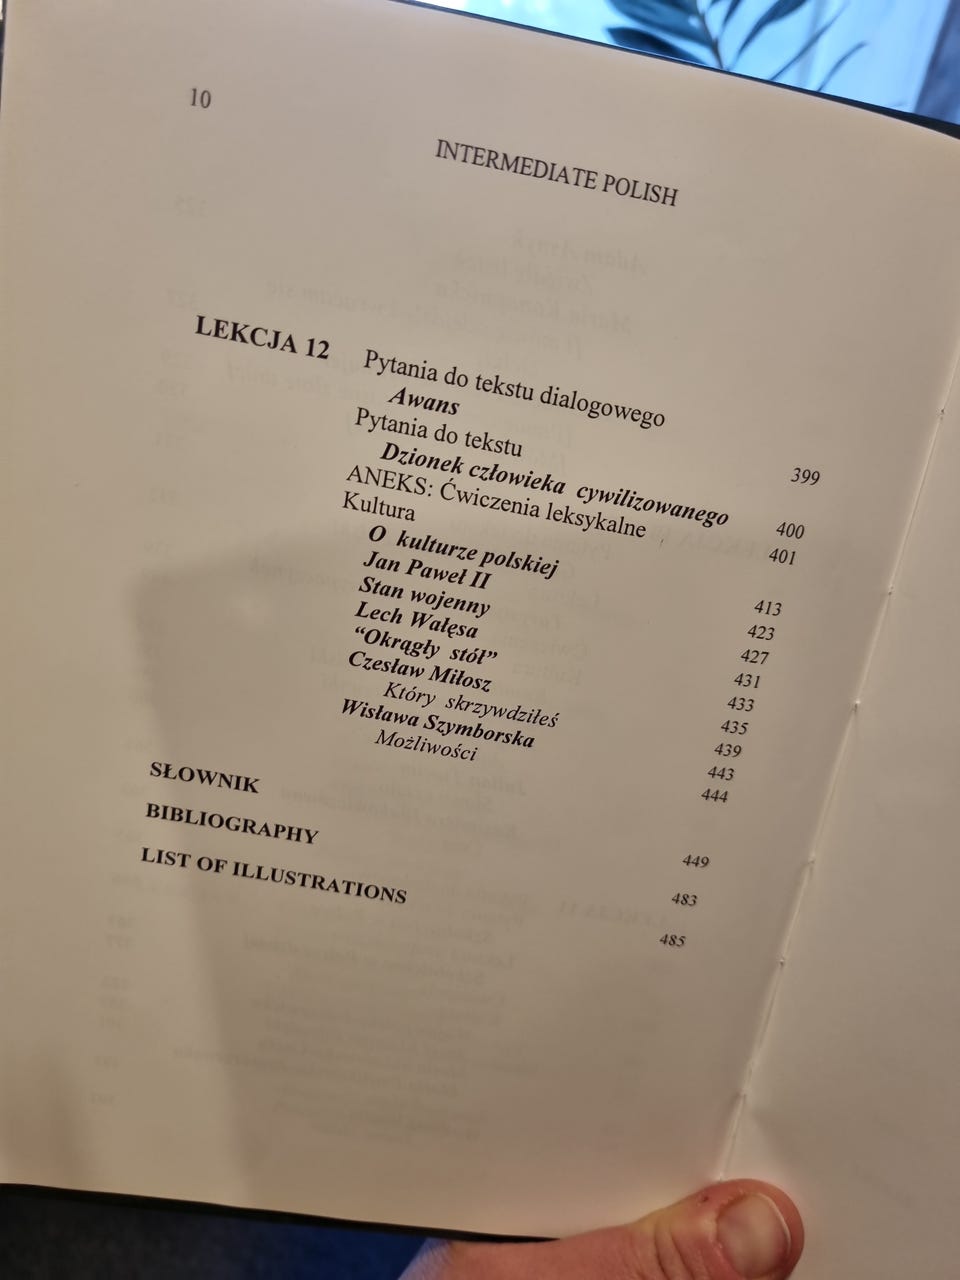 10
INTERMEDIATE POLISH
LEKCJA 12 Pytania do tekstu dialogowego
Awans 399
Pytania do tekstu
Dzionek człowieka cywilizowanego 400
ANEKS: Ćwiczenia leksykalne 401
Kultura
O kulturze polskiej 413
Jan Paweł II 423
Stan wojenny 427
Lech Wałęsa 431
“Okrągły stół” 433
Czesław Miłosz 435
Który skrzywdziłeś 439
Wisława Szymborska 443
Możliwości 444
SŁOWNIK 449
BIBLIOGRAPHY 483
LIST OF ILLUSTRATIONS 485